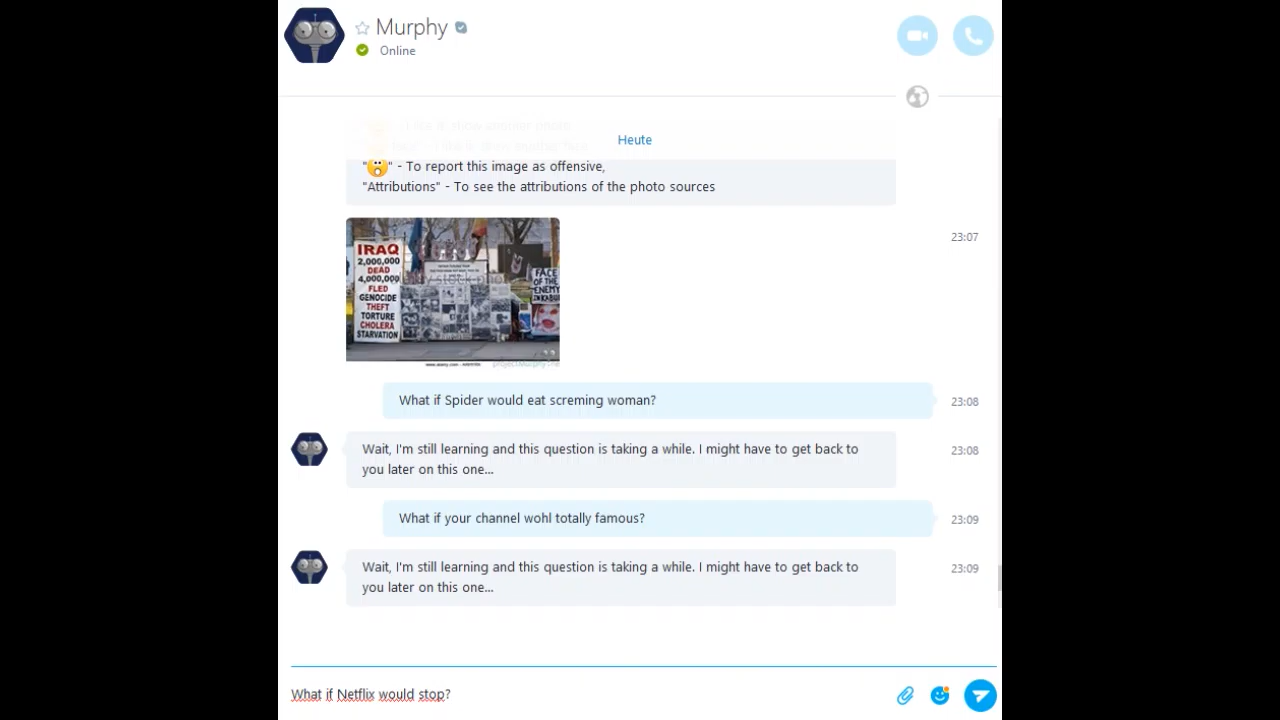 Murphy
Online
Heute
"😲" - To report this image as offensive,
"Attributions" - To see the attributions of the photo sources
23:07
IRAQ
2,000,000
DEAD
4,000,000
FLED
GENOCIDE
THEFT
TORTURE
CHOLERA
STARVATION
FACE
OF THE
ENEMY
What if Spider would eat screming woman?
23:08
Wait, I'm still learning and this question is taking a while. I might have to get back to
you later on this one...
23:08
What if your channel wohl totally famous?
23:09
Wait, I'm still learning and this question is taking a while. I might have to get back to
you later on this one...
23:09
What if Netflix would stop?